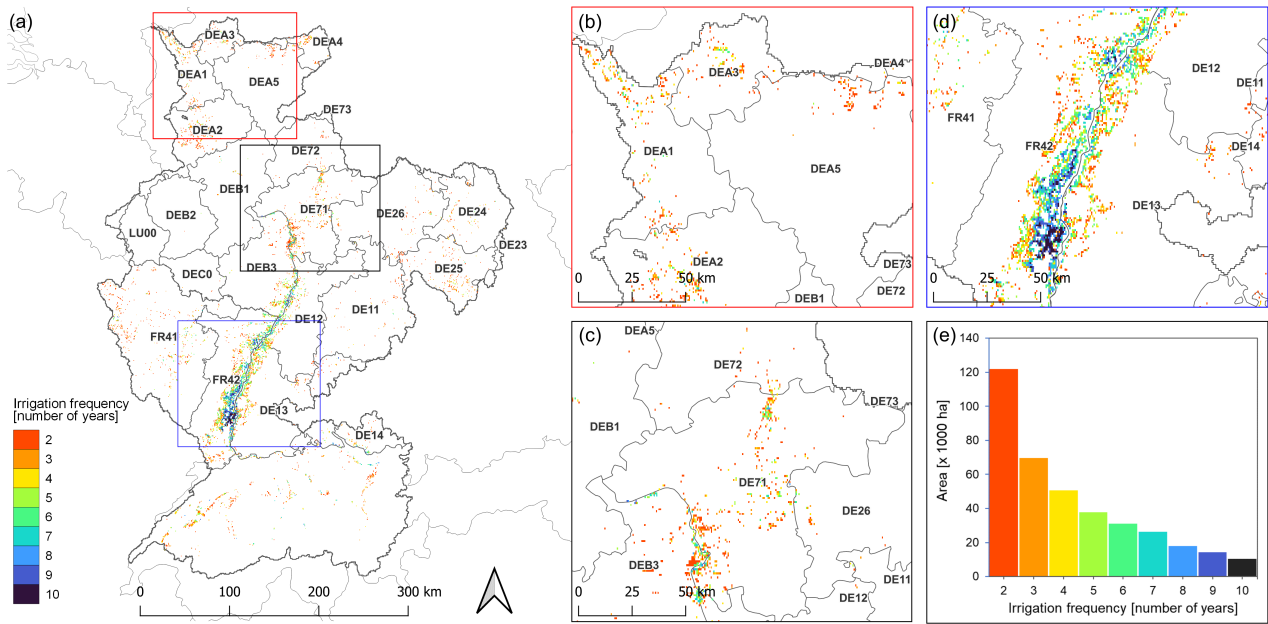 (a)
DEA3
DEA4
DEA1
DEA5
DEA2
DE73
DE72
DEB1
DEB2
DE71
DE26
DE24
LU00
DE23
DEC0
DEB3
DE25
DE12
DE11
FR41
FR42
DE13
DE14
Irrigation frequency
[number of years]
2
3
4
5
6
7
8
9
10
0 100 200 300 km
(b)
DEA4
DEA3
DEA1
DEA5
DEA2
DE73
DE72
DEB1
0 25 50 km
(c)
DEA5
DE72
DE73
DEB1
DE71
DE26
DEB3
DE11
DE12
0 25 50 km
(d)
DE12
DE11
FR41
FR42
DE14
DE13
0 25 50 km
(e)
140
120
100
80
60
40
20
0
Area [x 1000 ha]
2 3 4 5 6 7 8 9 10
Irrigation frequency [number of years]